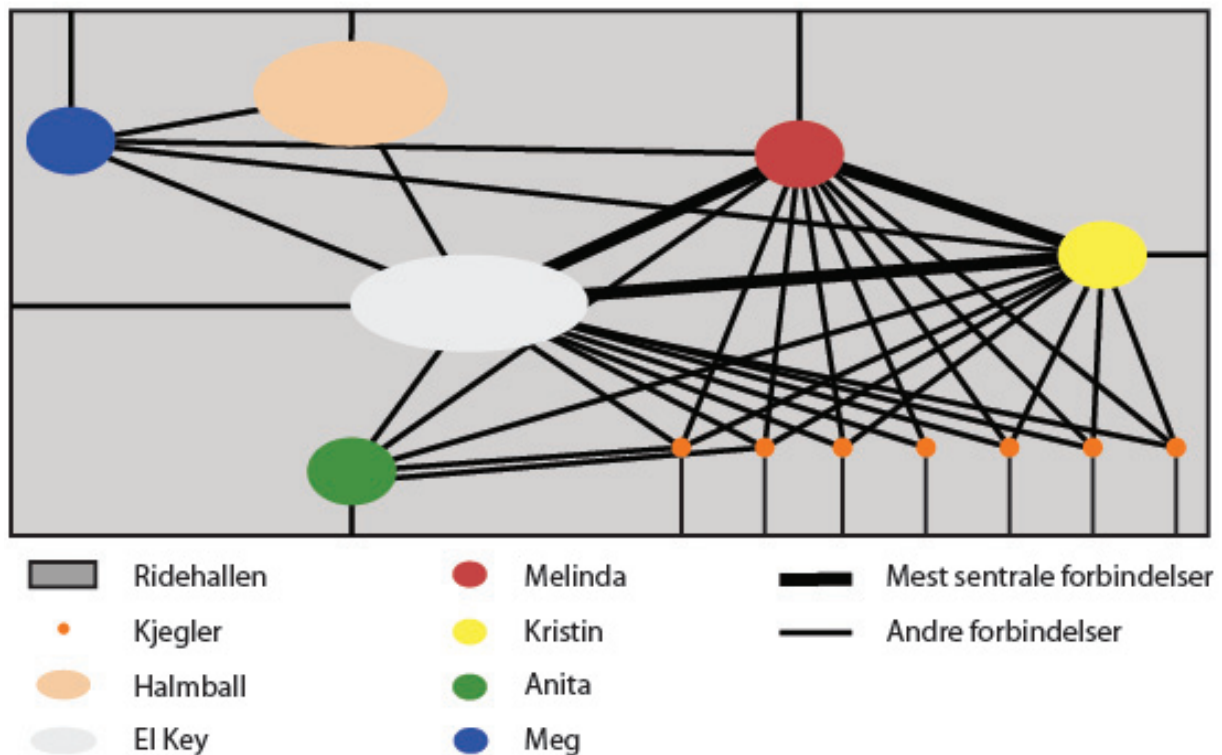 Ridehallen
Melinda
Mest sentrale forbindelser
Kjegler
Kristin
Andre forbindelser
Halmball
Anita
El Key
Meg